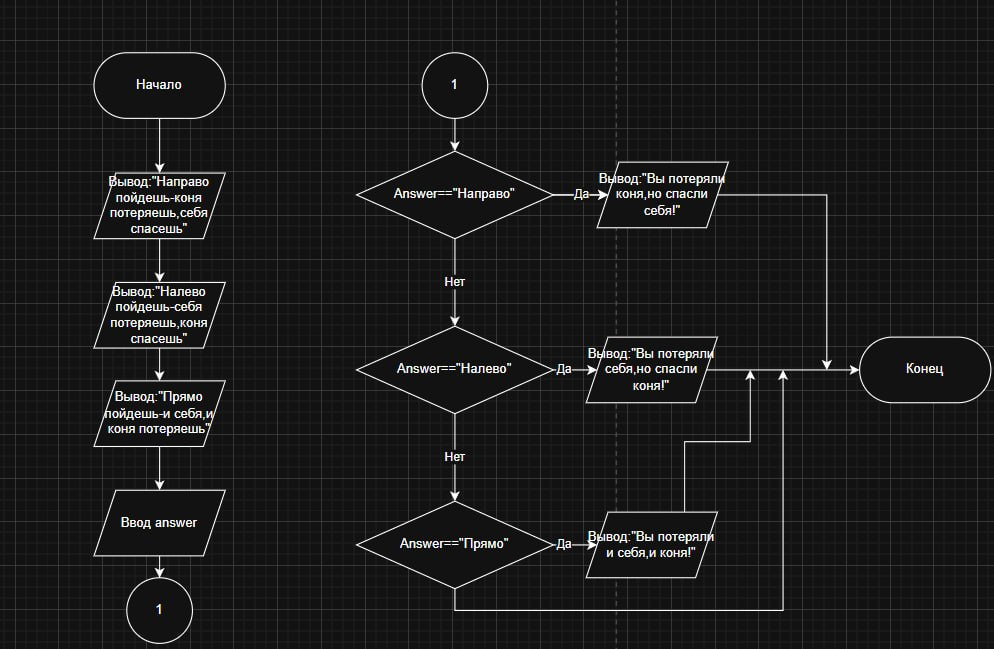 Начало
Вывод:"Направо
пойдешь-коня
потеряешь,себя
спасешь"
Вывод:"Налево
пойдешь-себя
потеряешь,коня
спасешь"
Вывод:"Прямо
пойдешь-и себя,и
коня потеряешь"
Ввод answer
1
1
Answer=="Направо"
Да
Вывод:"Вы потеряли
коня,но спасли
себя!"
Нет
Answer=="Налево"
Да
Вывод:"Вы потеряли
себя,но спасли
коня!"
Конец
Нет
Answer=="Прямо"
Да
Вывод:"Вы потеряли
и себя,и коня!"